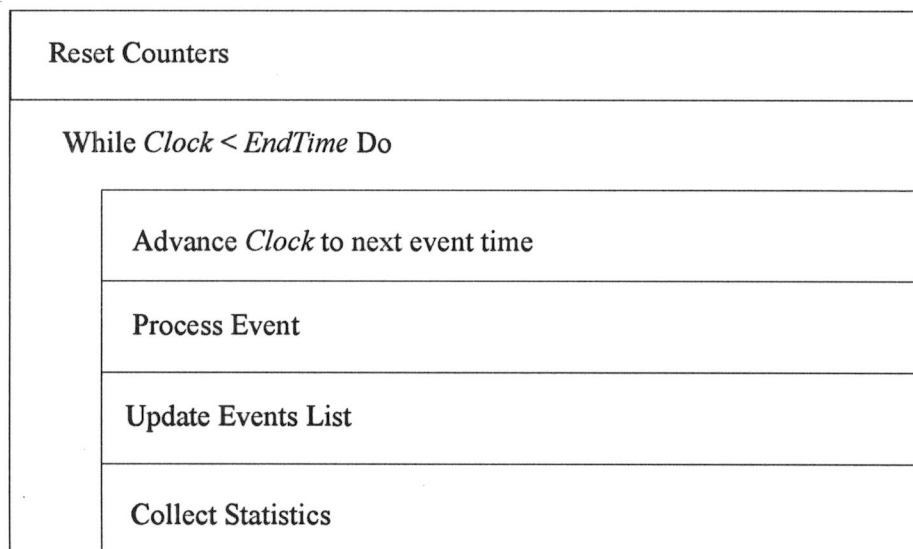 Reset Counters
While Clock < EndTime Do
Advance Clock to next event time
Process Event
Update Events List
Collect Statistics